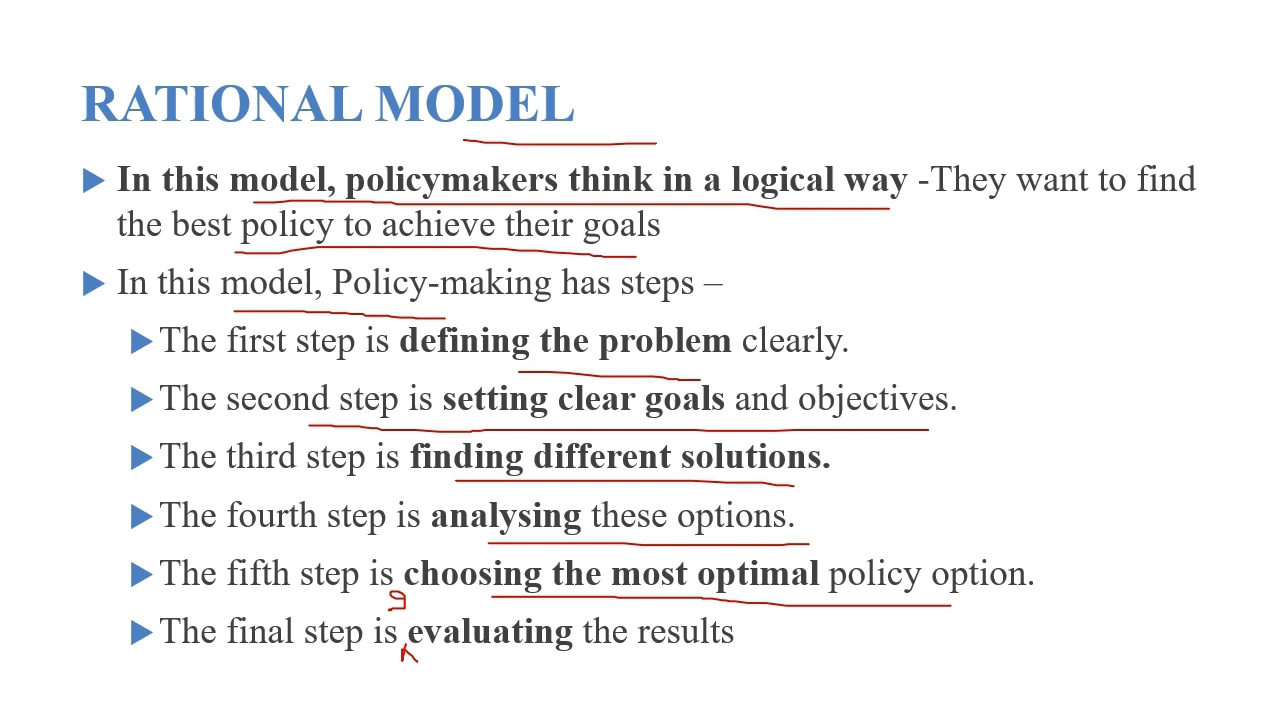 RATIONAL MODEL
In this model, policymakers think in a logical way -They want to find
the best policy to achieve their goals
In this model, Policy-making has steps –
The first step is defining the problem clearly.
The second step is setting clear goals and objectives.
The third step is finding different solutions.
The fourth step is analysing these options.
The fifth step is choosing the most optimal policy option.
The final step is evaluating the results